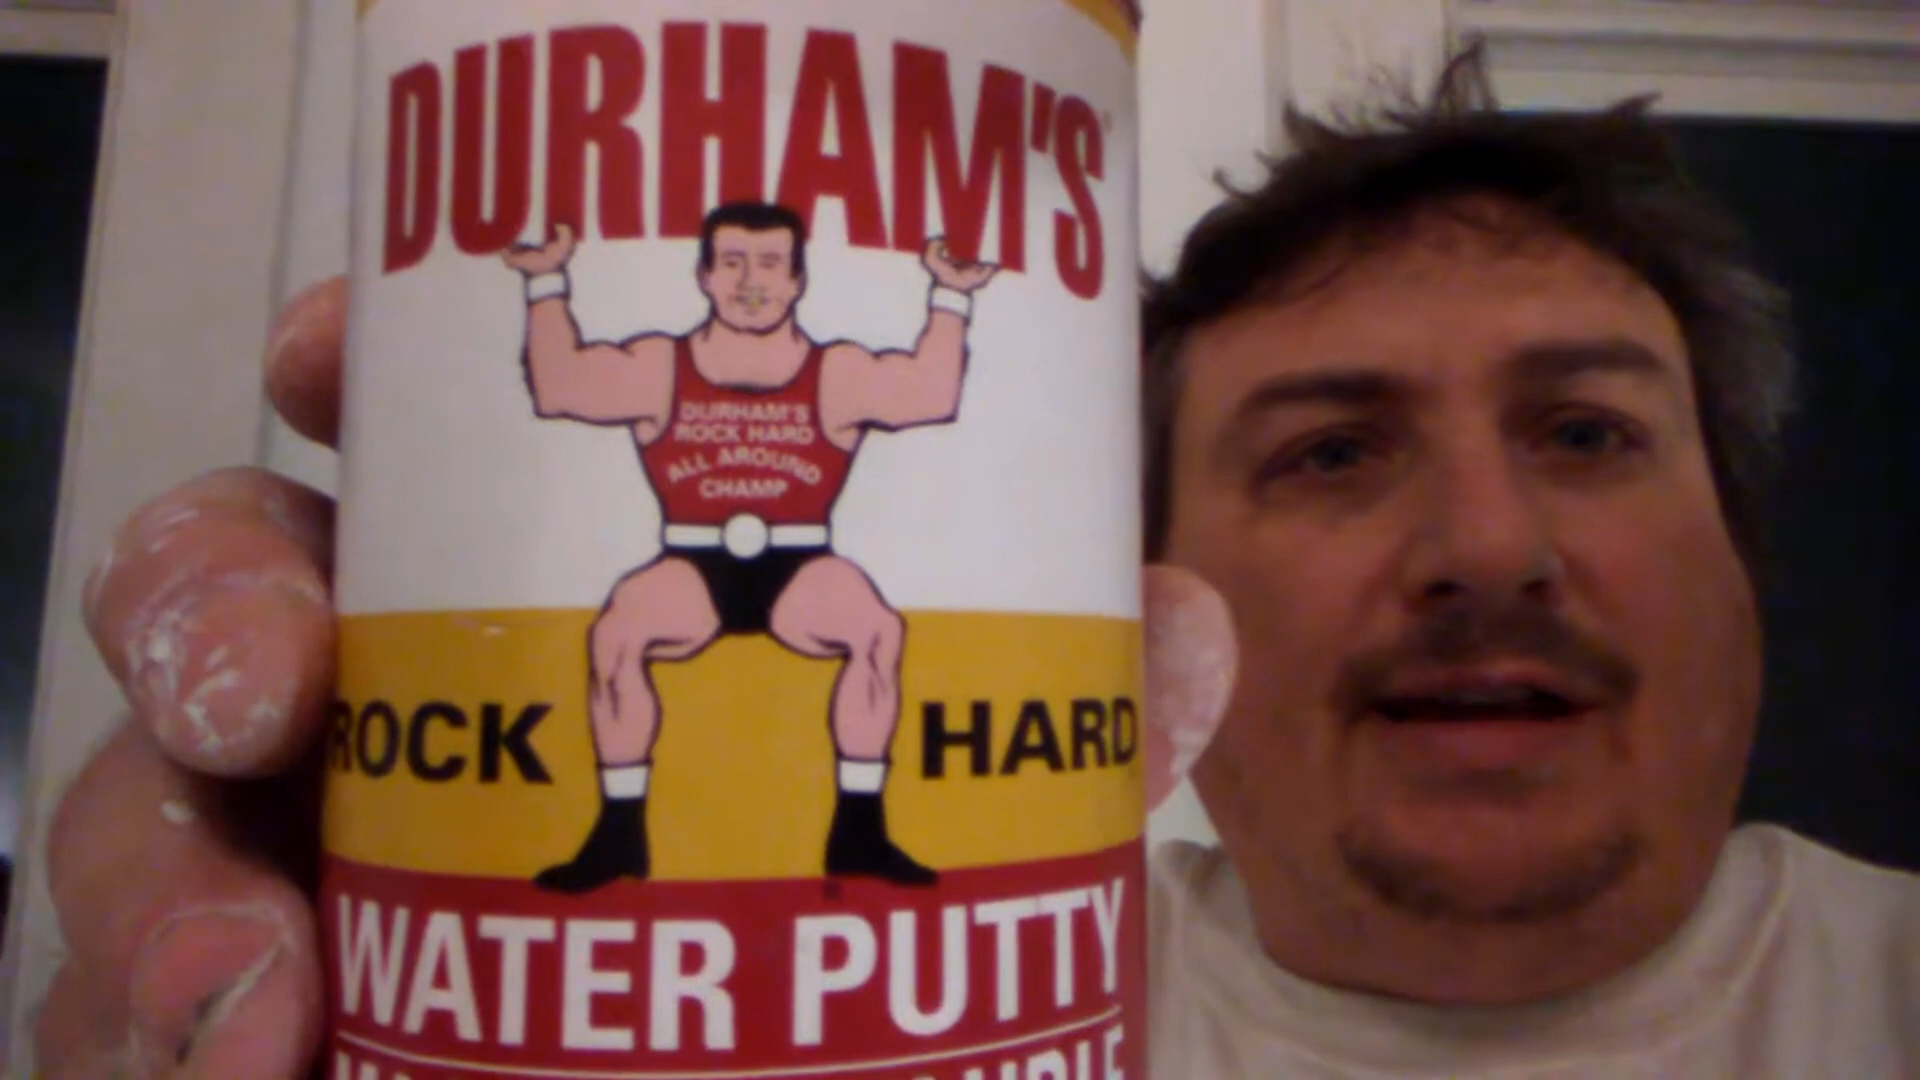 DURHAM'S
DURHAM'S
ROCK HARD
ALL AROUND
CHAMP
ROCK HARD
WATER PUTTY